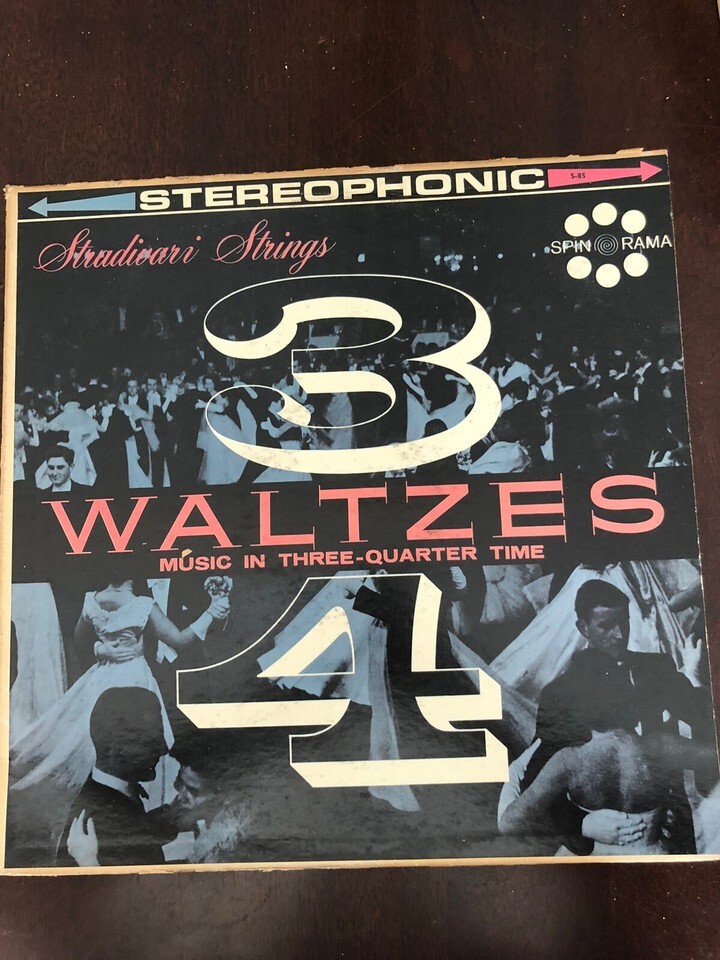 STEREOPHONIC
S-85
Stradivari Strings
SPIN RAMA
3
WALTZES
MUSIC IN THREE-QUARTER TIME
4